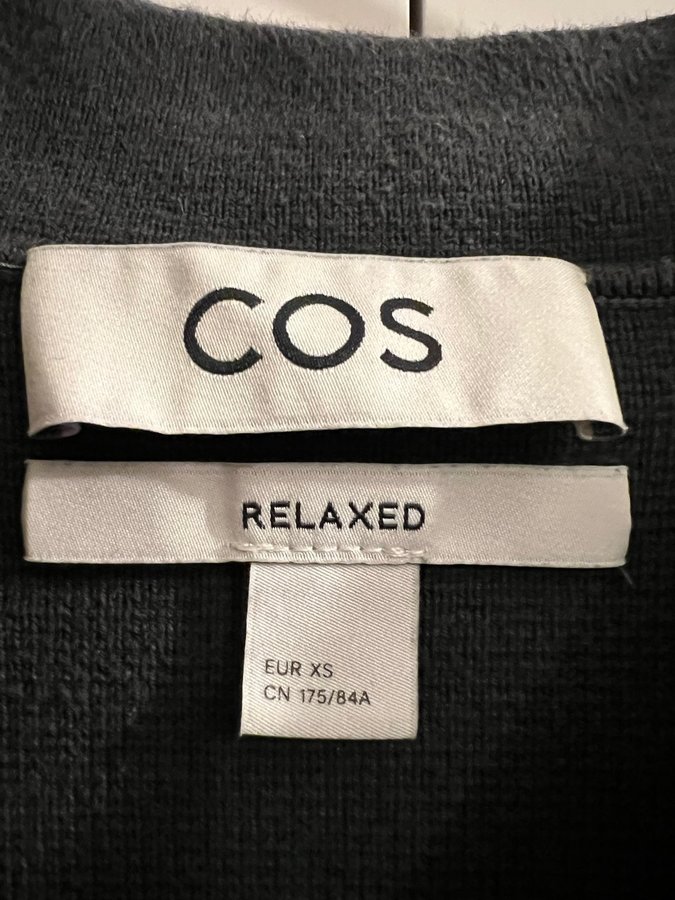 COS
RELAXED
EUR XS
CN 175/84A